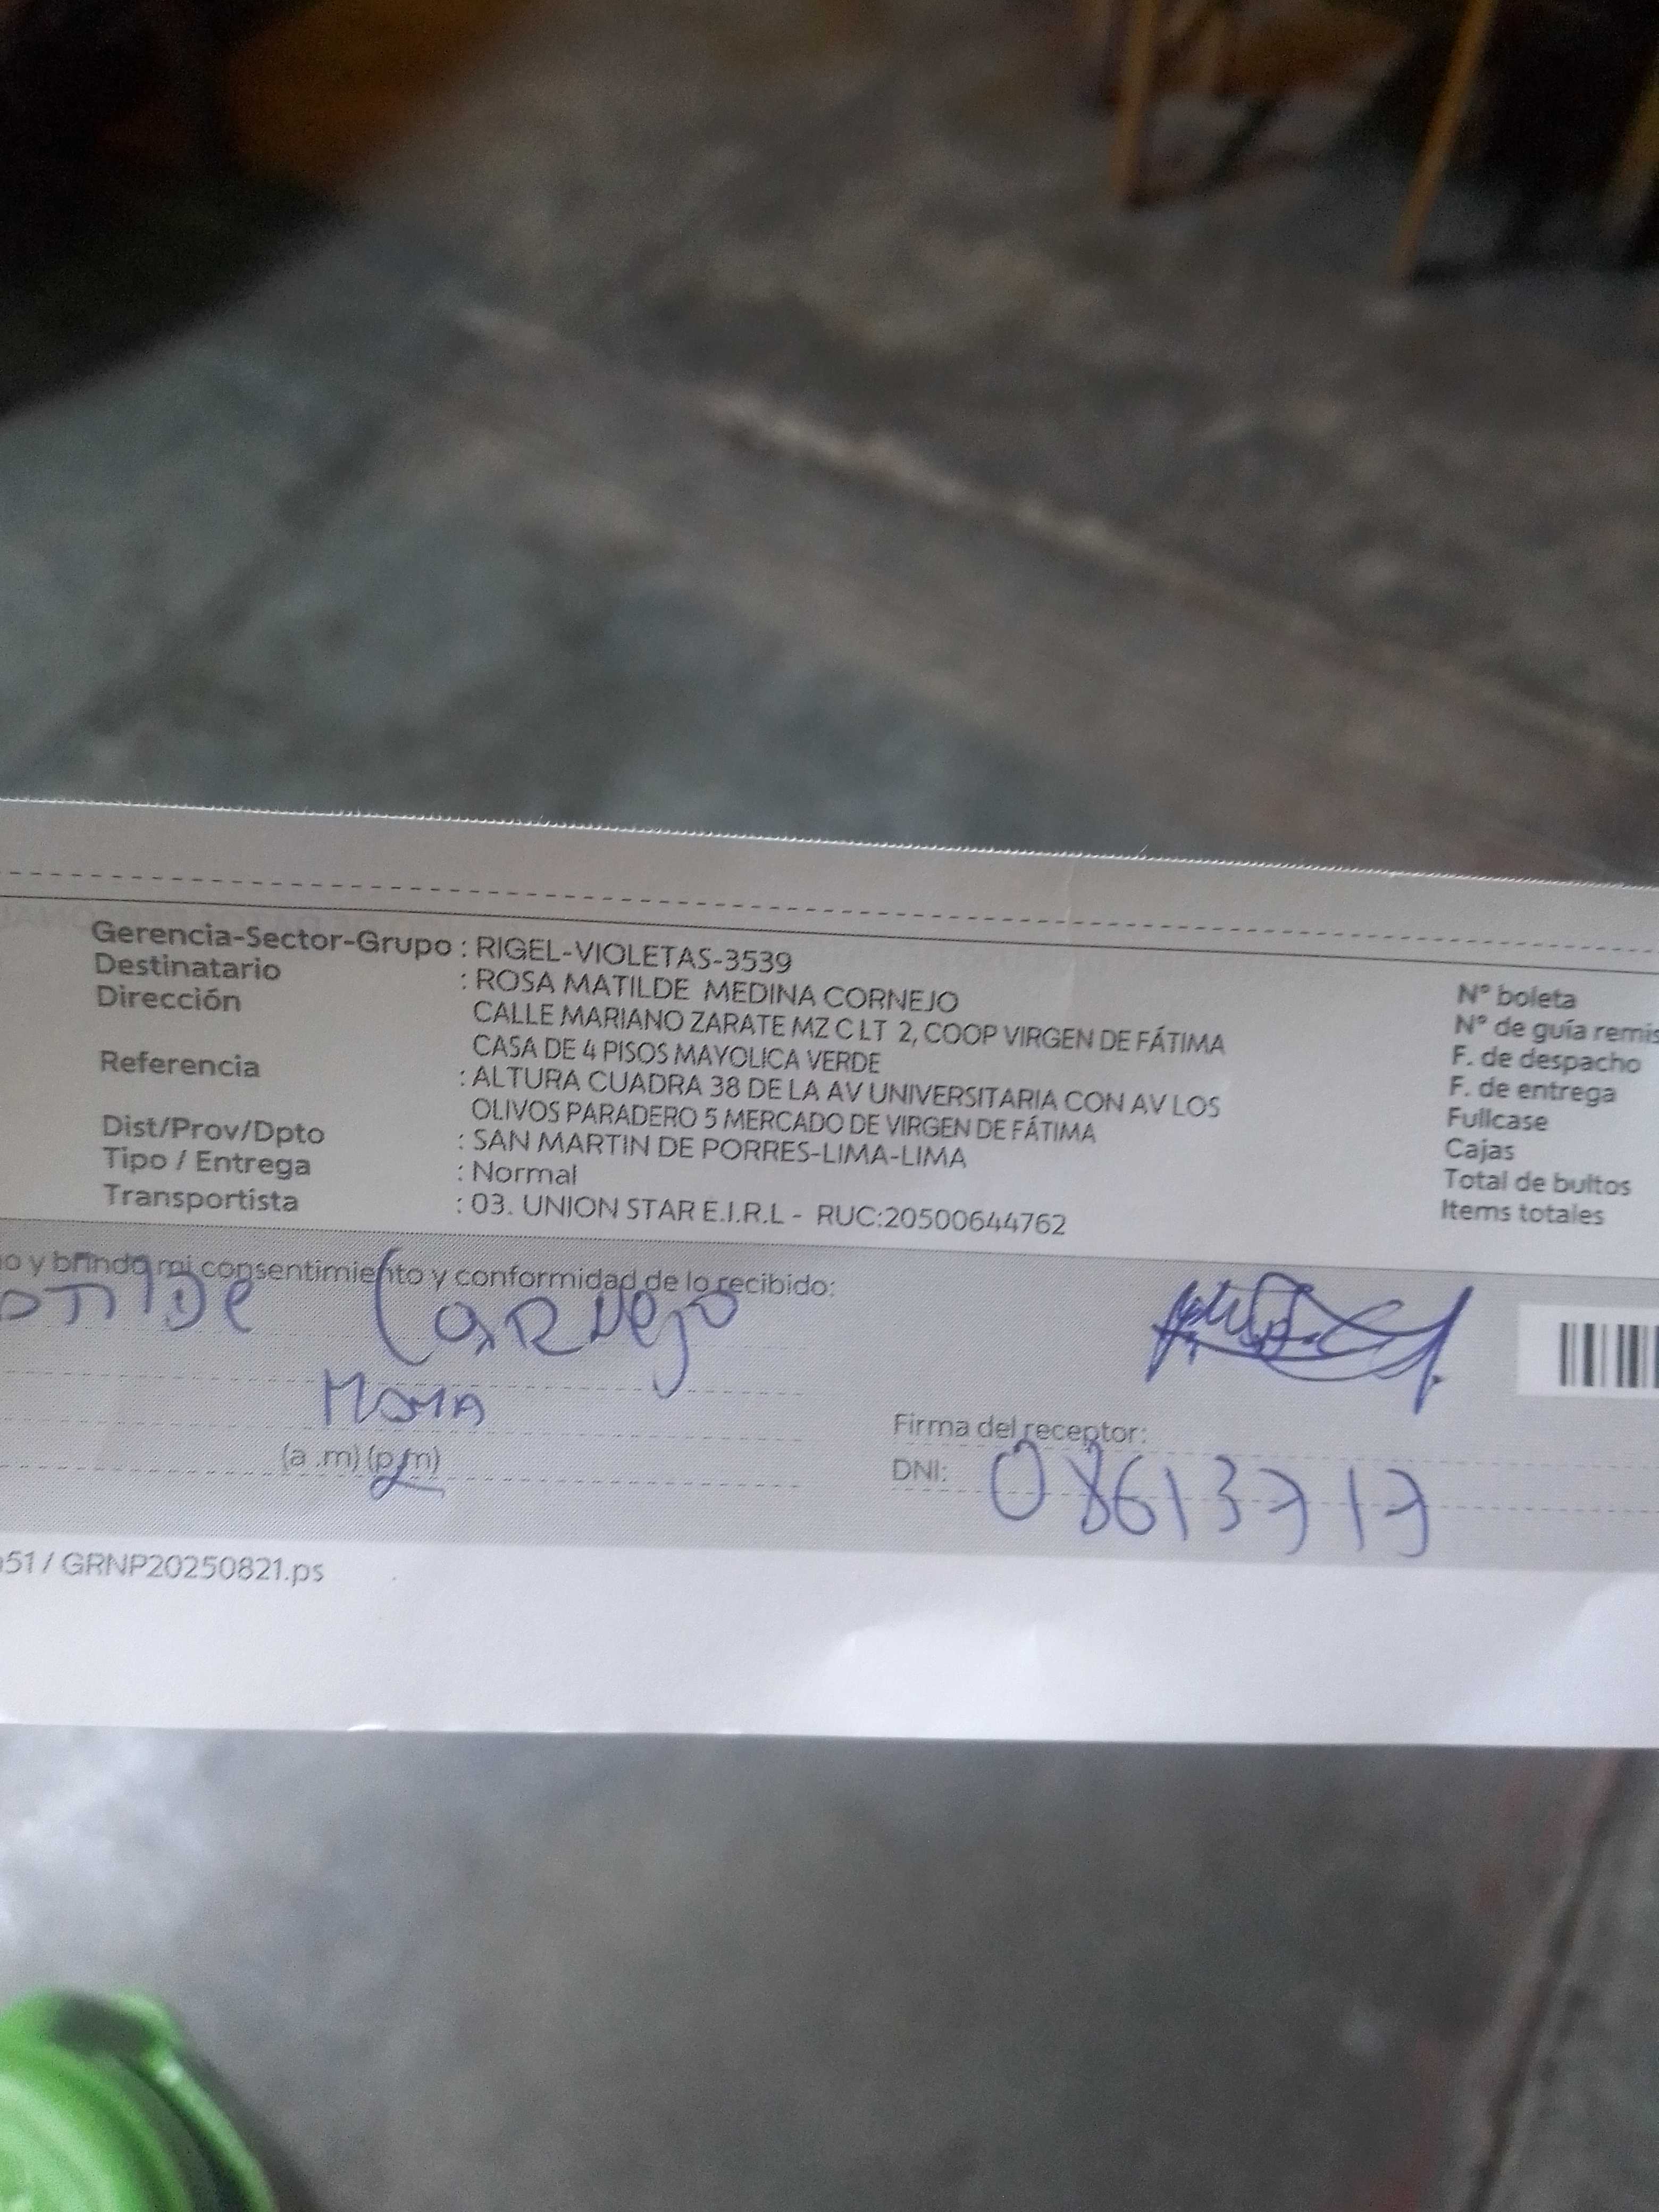 Gerencia-Sector-Grupo : RIGEL-VIOLETAS-3539
Destinatario : ROSA MATILDE MEDINA CORNEJO
Dirección CALLE MARIANO ZARATE MZ C LT 2, COOP VIRGEN DE FÁTIMA
CASA DE 4 PISOS MAYOLICA VERDE
Referencia : ALTURA CUADRA 38 DE LA AV UNIVERSITARIA CON AV LOS
OLIVOS PARADERO 5 MERCADO DE VIRGEN DE FÁTIMA
Dist/Prov/Dpto : SAN MARTIN DE PORRES-LIMA-LIMA
Tipo / Entrega : Normal
Transportista : 03. UNION STAR E.I.R.L - RUC:20500644762
N° boleta
N° de guía remis
F. de despacho
F. de entrega
Fullcase
Cajas
Total de bultos
Items totales
o y brindo mi consentimiento y conformidad de lo recibido:
(a .m) (p.m)
Firma del receptor:
DNI: 08613717
51 / GRNP20250821.ps